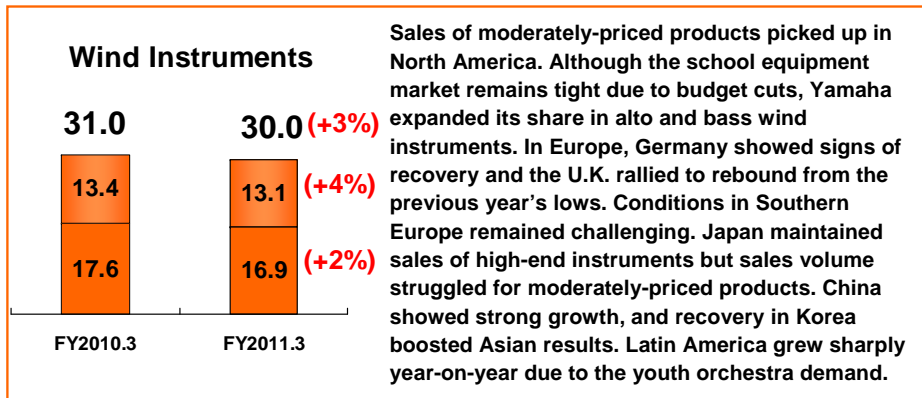 Wind Instruments
31.0
30.0 (+3%)
13.4
13.1 (+4%)
17.6
16.9 (+2%)
FY2010.3
FY2011.3
Sales of moderately-priced products picked up in
North America. Although the school equipment
market remains tight due to budget cuts, Yamaha
expanded its share in alto and bass wind
instruments. In Europe, Germany showed signs of
recovery and the U.K. rallied to rebound from the
previous year's lows. Conditions in Southern
Europe remained challenging. Japan maintained
sales of high-end instruments but sales volume
struggled for moderately-priced products. China
showed strong growth, and recovery in Korea
boosted Asian results. Latin America grew sharply
year-on-year due to the youth orchestra demand.